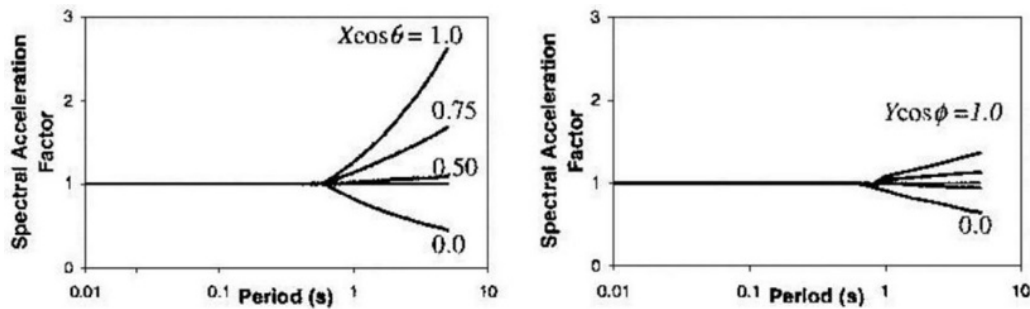 Spectral Acceleration
Factor
3
2
1
0
Xcosθ = 1.0
0.75
0.50
0.0
0.01
0.1
Period (s)
1
10
Spectral Acceleration
Factor
3
2
1
0
Ycosϕ =1.0
0.0
0.01
0.1
Period (s)
1
10